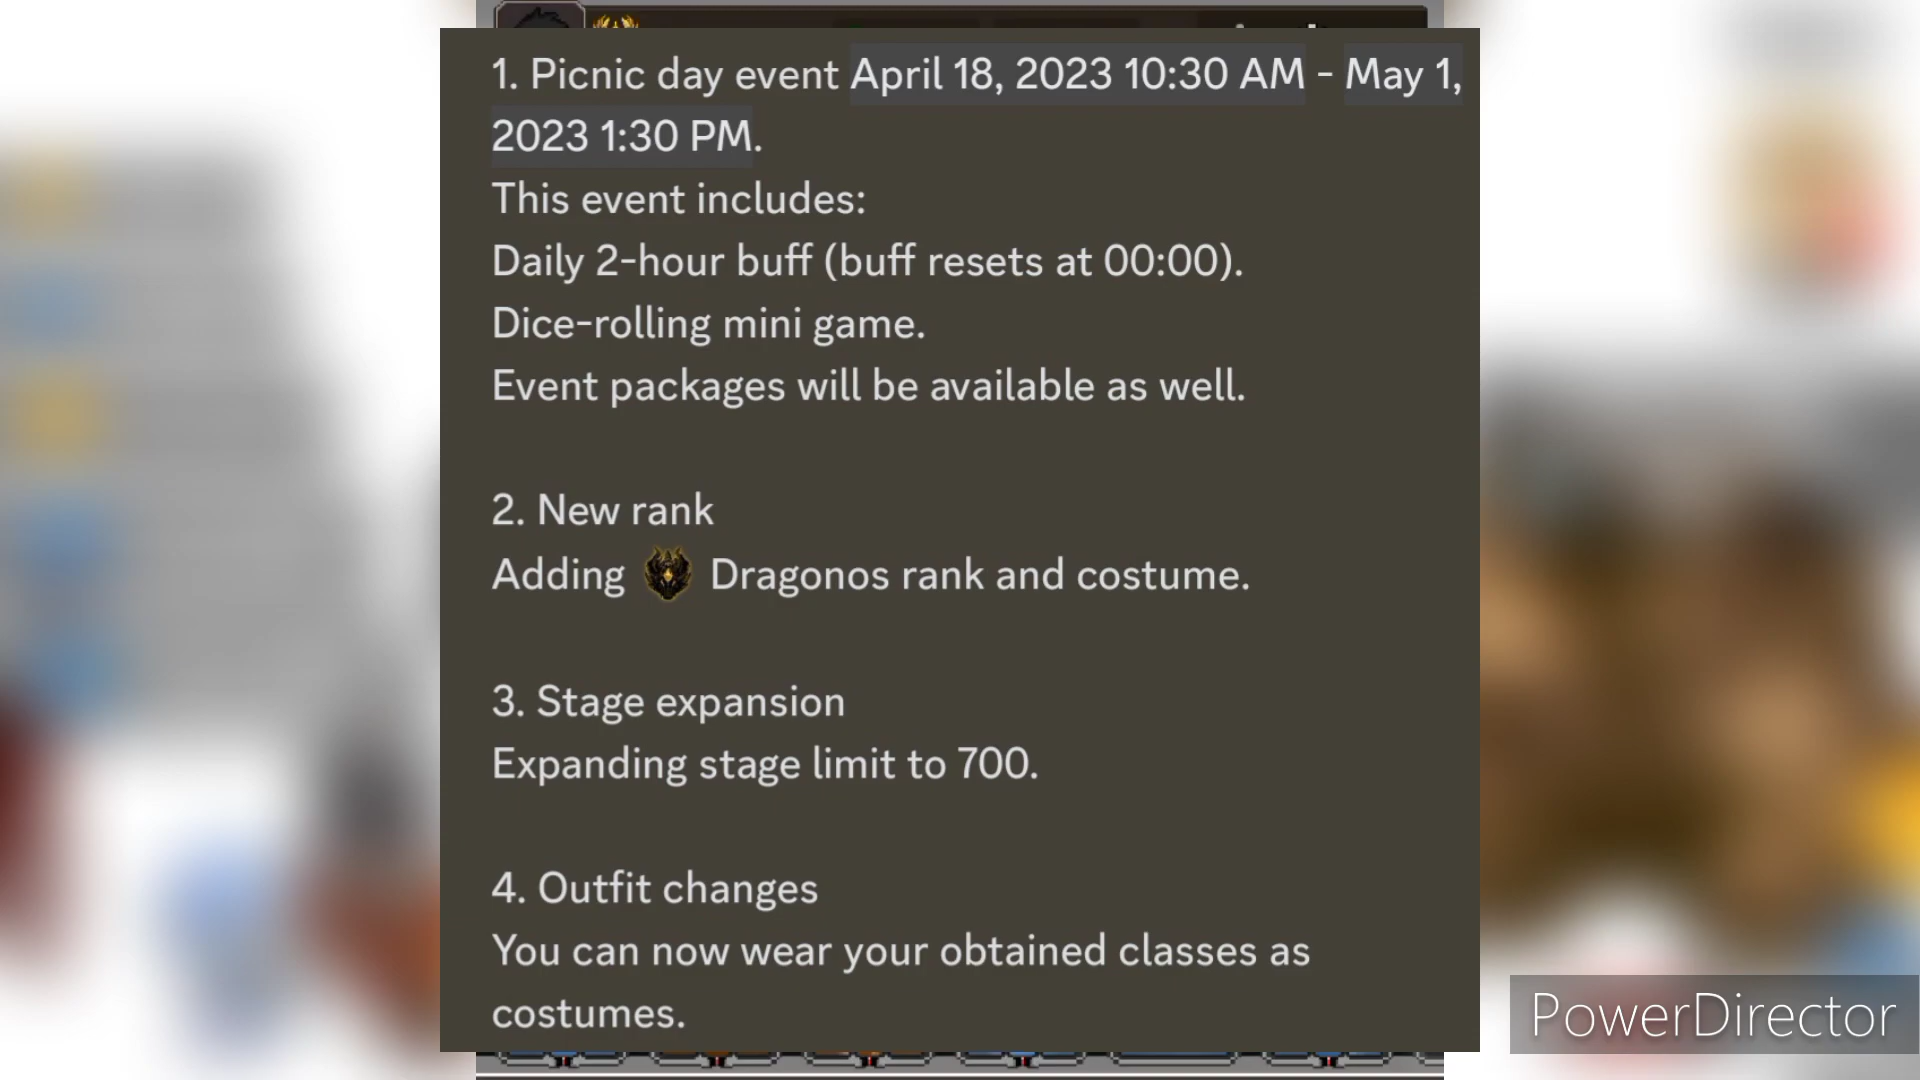 1. Picnic day event April 18, 2023 10:30 AM - May 1,
2023 1:30 PM.
This event includes:
Daily 2-hour buff (buff resets at 00:00).
Dice-rolling mini game.
Event packages will be available as well.
2. New rank
Adding Dragonos rank and costume.
3. Stage expansion
Expanding stage limit to 700.
4. Outfit changes
You can now wear your obtained classes as
costumes.
PowerDirector